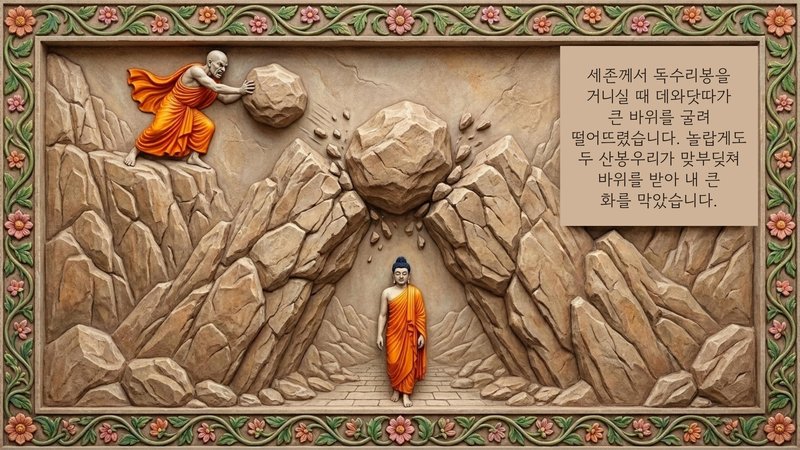 세존께서 독수리봉을
거니실 때 데와닷따가
큰 바위를 굴려
떨어뜨렸습니다. 놀랍게도
두 산봉우리가 맞부딪쳐
바위를 받아 내 큰
화를 막았습니다.